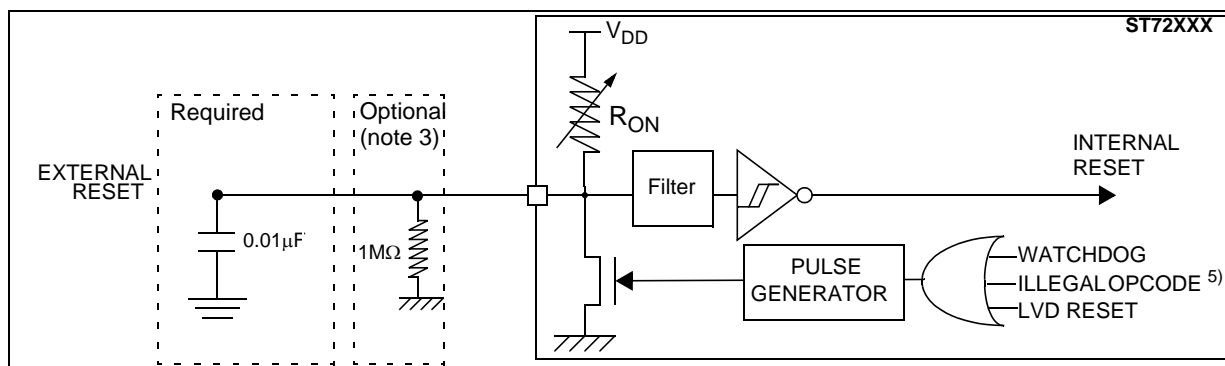 ST72XXX
VDD
Required
Optional
(note 3)
RON
EXTERNAL
RESET
Filter
INTERNAL
RESET
0.01μF
1MΩ
PULSE
GENERATOR
WATCHDOG
ILLEGAL OPCODE 5)
LVD RESET